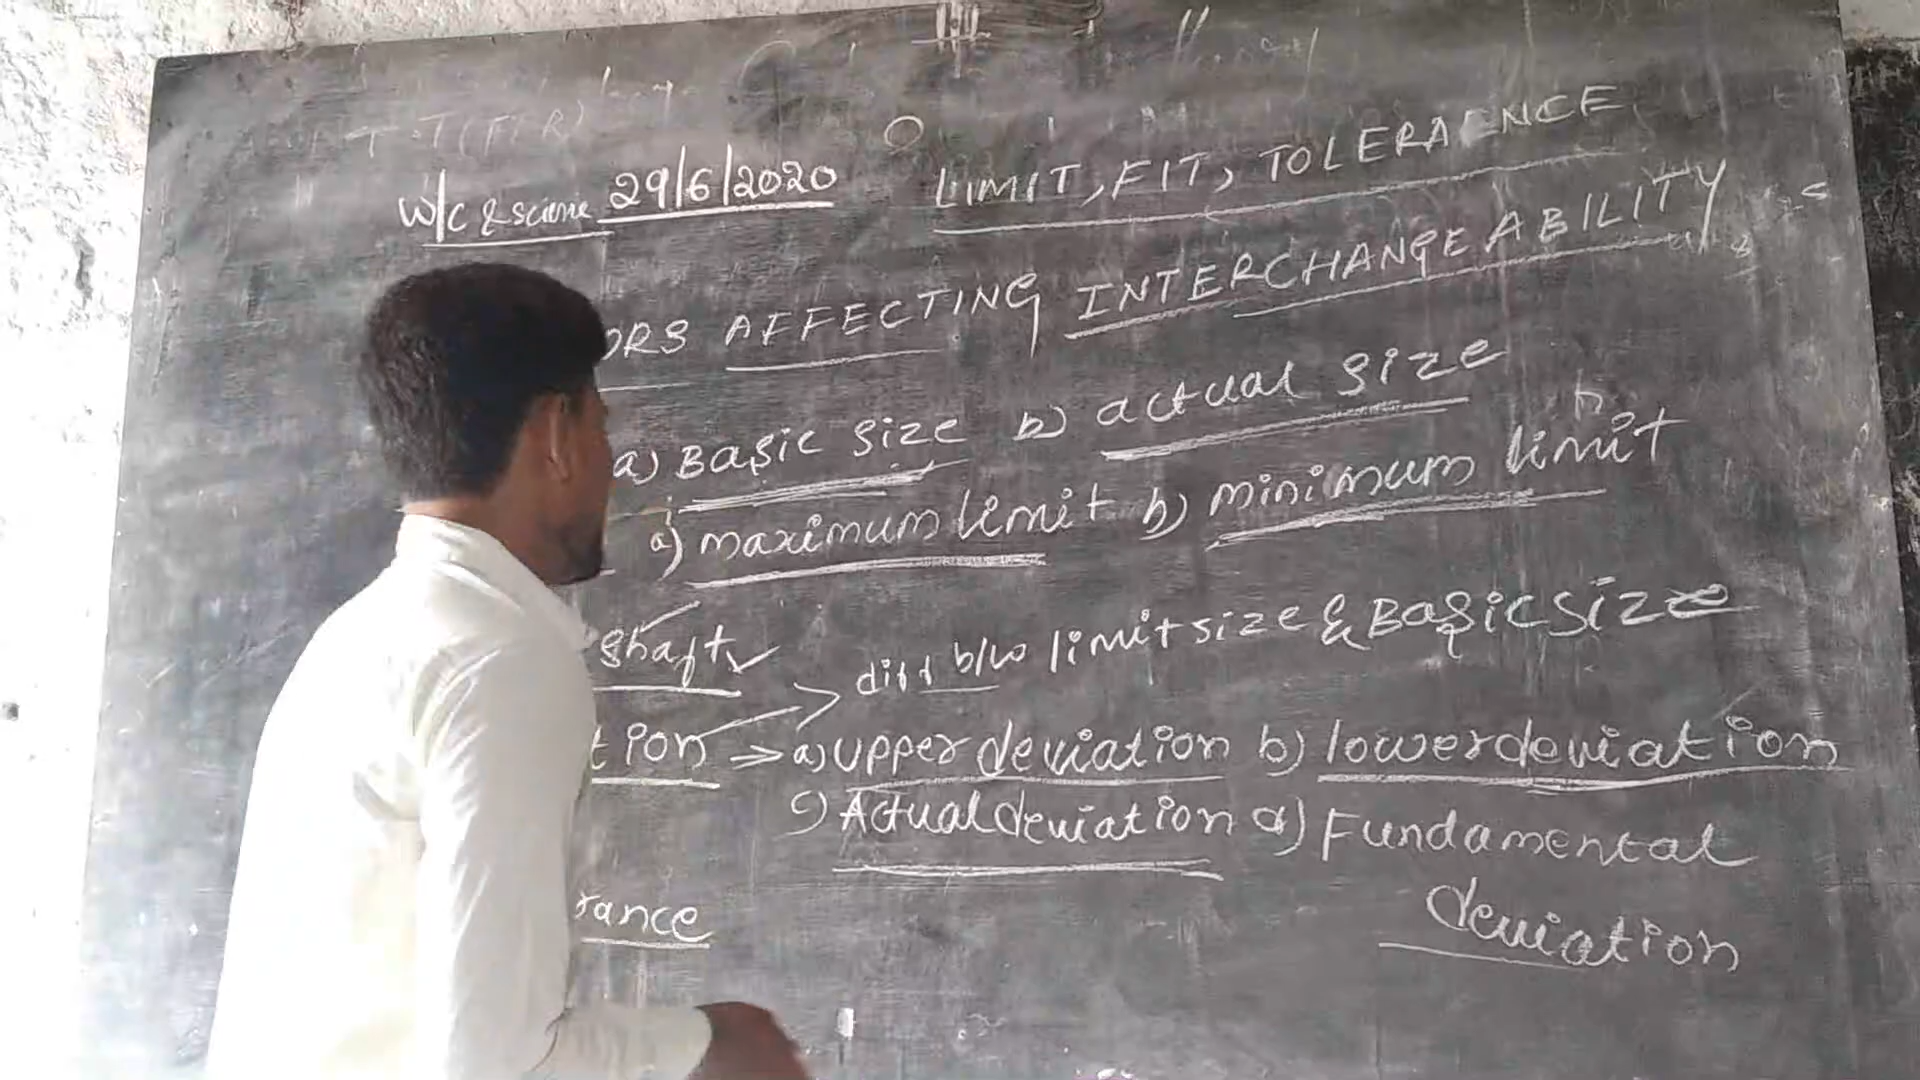 W/C & Science 29/6/2020
LIMIT, FIT, TOLERAENCE
ORS AFFECTING INTERCHANGEABILITY
a) Basic size b) actual size
a) maximum limit b) minimum limit
shaft
diff b/w limit size & Basic size
tion → a) upper deviation b) lower deviation
c) Actual deviation d) Fundamental
deviation
rance